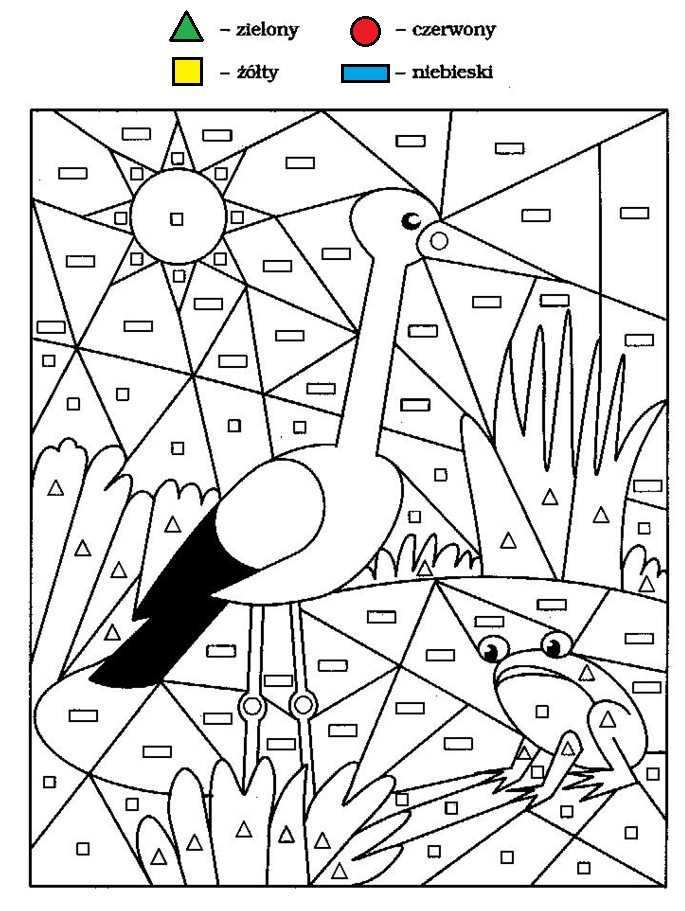 – zielony – czerwony
– żółty – niebieski